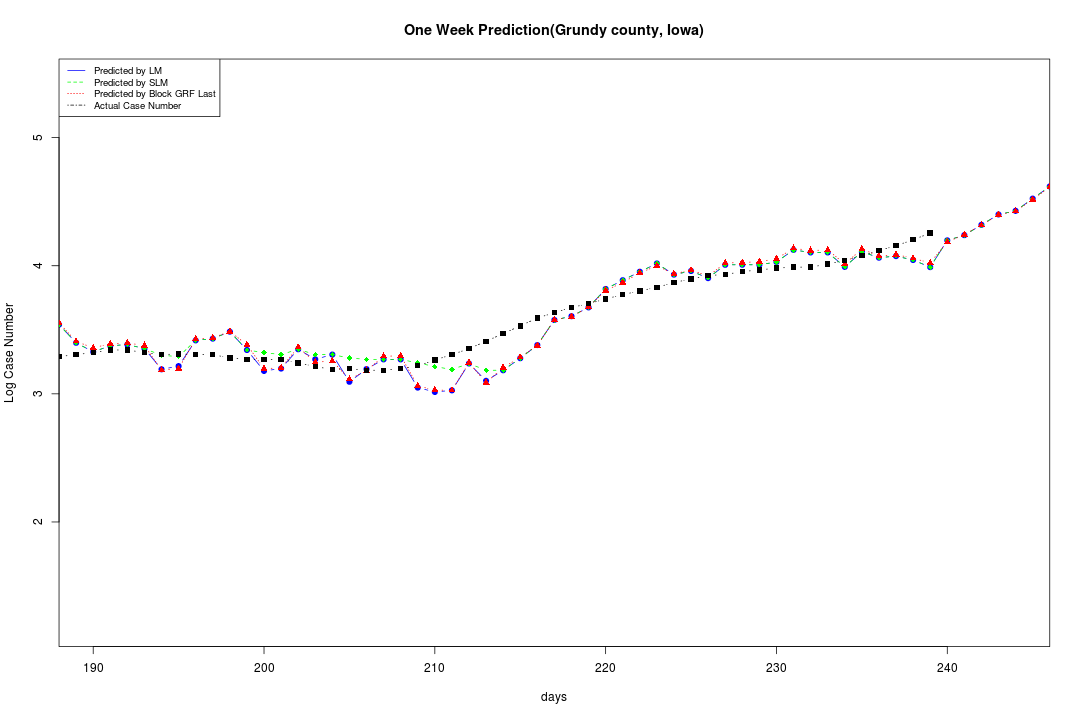 One Week Prediction(Grundy county, Iowa)
Predicted by LM
Predicted by SLM
Predicted by Block GRF Last
Actual Case Number
5
4
3
2
Log Case Number
190 200 210 220 230 240
days